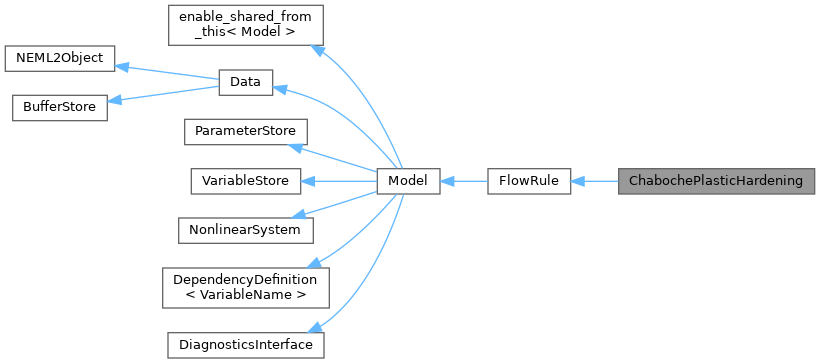 enable_shared_from
_this< Model >
NEML2Object
Data
BufferStore
ParameterStore
VariableStore
Model
FlowRule
ChabochePlasticHardening
NonlinearSystem
DependencyDefinition
< VariableName >
DiagnosticsInterface